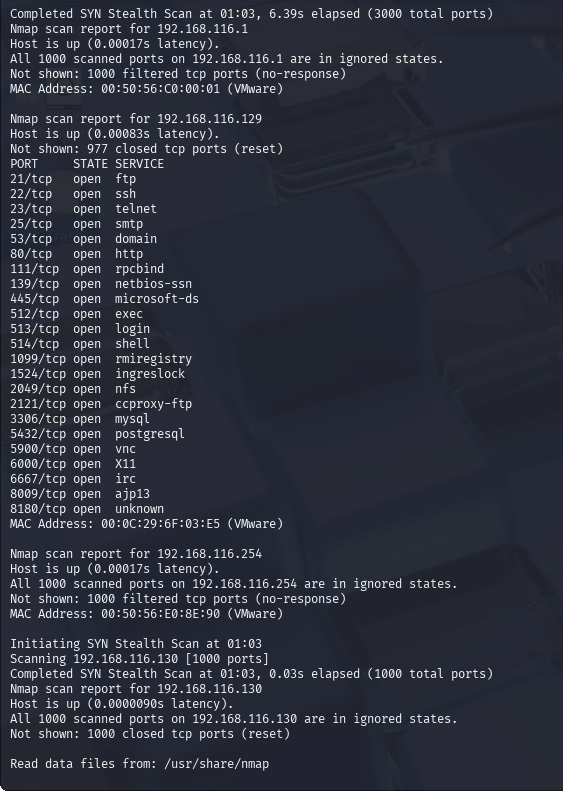 Completed SYN Stealth Scan at 01:03, 6.39s elapsed (3000 total ports)
Nmap scan report for 192.168.116.1
Host is up (0.00017s latency).
All 1000 scanned ports on 192.168.116.1 are in ignored states.
Not shown: 1000 filtered tcp ports (no-response)
MAC Address: 00:50:56:C0:00:01 (VMware)

Nmap scan report for 192.168.116.129
Host is up (0.00083s latency).
Not shown: 977 closed tcp ports (reset)
PORT     STATE SERVICE
21/tcp   open  ftp
22/tcp   open  ssh
23/tcp   open  telnet
25/tcp   open  smtp
53/tcp   open  domain
80/tcp   open  http
111/tcp  open  rpcbind
139/tcp  open  netbios-ssn
445/tcp  open  microsoft-ds
512/tcp  open  exec
513/tcp  open  login
514/tcp  open  shell
1099/tcp open  rmiregistry
1524/tcp open  ingreslock
2049/tcp open  nfs
2121/tcp open  ccproxy-ftp
3306/tcp open  mysql
5432/tcp open  postgresql
5900/tcp open  vnc
6000/tcp open  X11
6667/tcp open  irc
8009/tcp open  ajp13
8180/tcp open  unknown
MAC Address: 00:0C:29:6F:03:E5 (VMware)

Nmap scan report for 192.168.116.254
Host is up (0.00017s latency).
All 1000 scanned ports on 192.168.116.254 are in ignored states.
Not shown: 1000 filtered tcp ports (no-response)
MAC Address: 00:50:56:E0:8E:90 (VMware)

Initiating SYN Stealth Scan at 01:03
Scanning 192.168.116.130 [1000 ports]
Completed SYN Stealth Scan at 01:03, 0.03s elapsed (1000 total ports)
Nmap scan report for 192.168.116.130
Host is up (0.0000090s latency).
All 1000 scanned ports on 192.168.116.130 are in ignored states.
Not shown: 1000 closed tcp ports (reset)

Read data files from: /usr/share/nmap